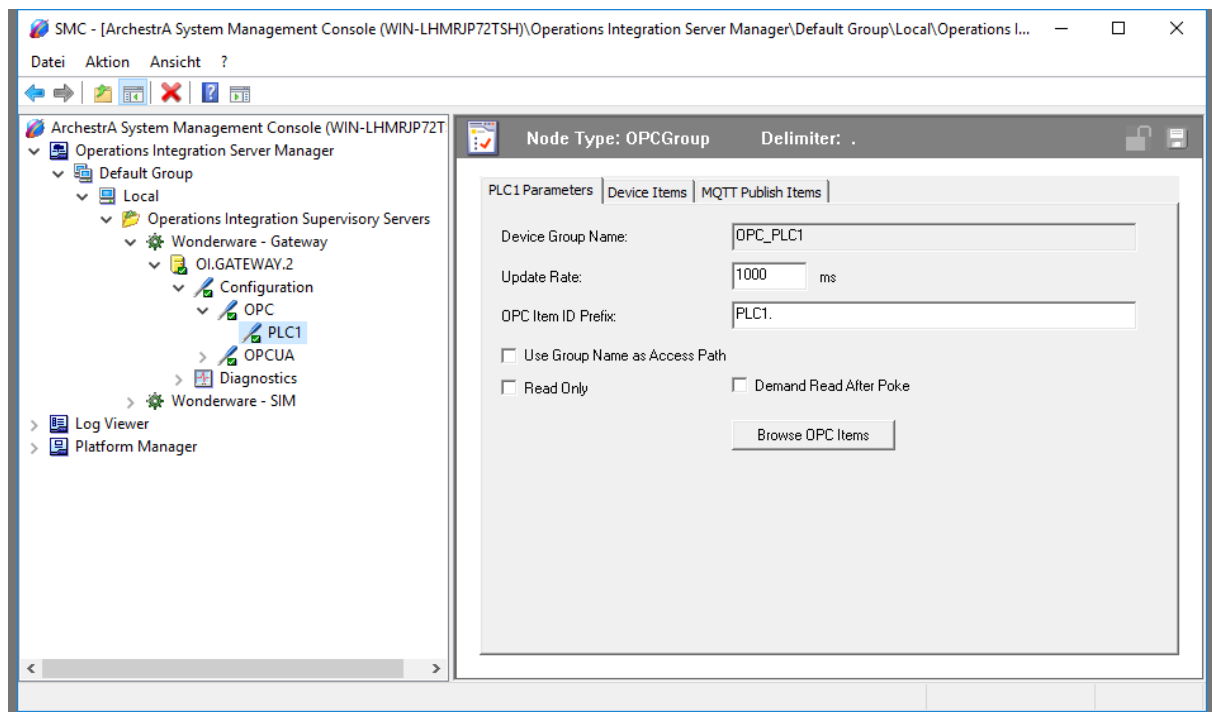 SMC - [ArchestrA System Management Console (WIN-LHMRJP72TSH)\Operations Integration Server Manager\Default Group\Local\Operations I...
Datei Aktion Ansicht ?
ArchestrA System Management Console (WIN-LHMRJP72T
Operations Integration Server Manager
Default Group
Local
Operations Integration Supervisory Servers
Wonderware - Gateway
OI.GATEWAY.2
Configuration
OPC
PLC1
OPCUA
Diagnostics
Wonderware - SIM
Log Viewer
Platform Manager
Node Type: OPCGroup Delimiter: .
PLC1 Parameters Device Items MQTT Publish Items
Device Group Name: OPC_PLC1
Update Rate: 1000 ms
OPC Item ID Prefix: PLC1.
Use Group Name as Access Path
Read Only Demand Read After Poke
Browse OPC Items